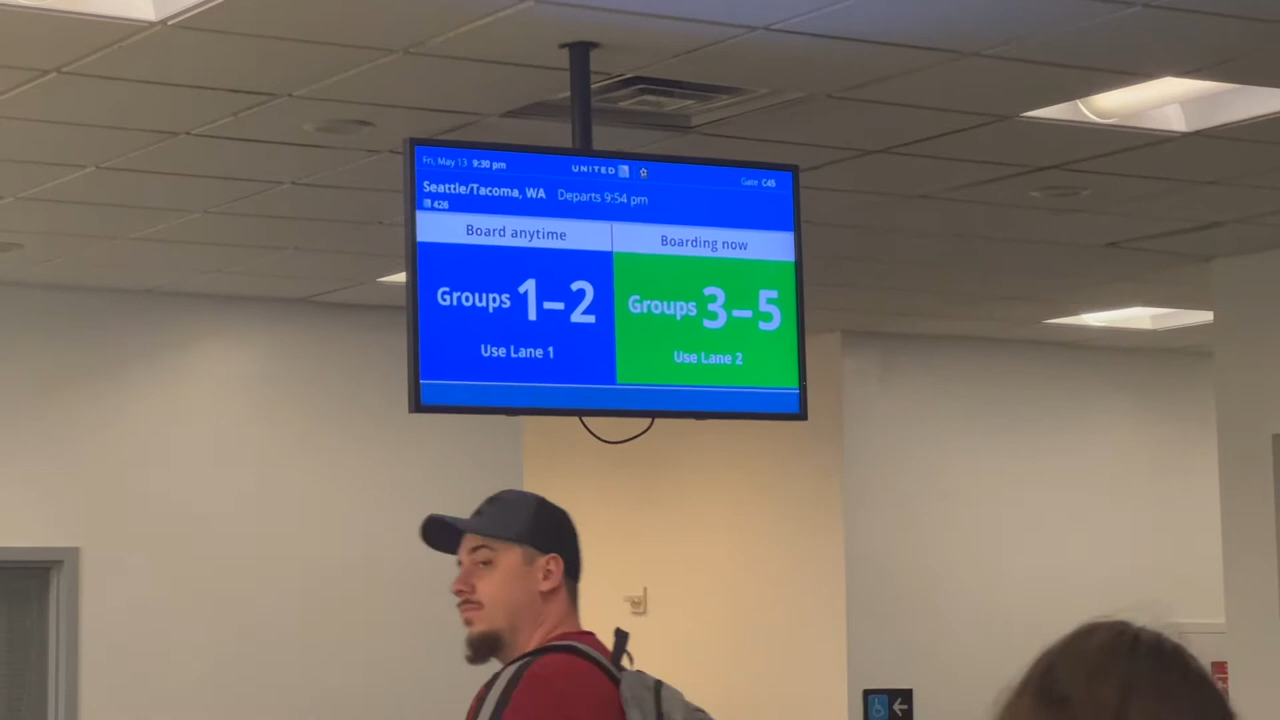 Fri, May 13 9:30 pm
UNITED
Gate C45
Seattle/Tacoma, WA Departs 9:54 pm
426
Board anytime
Boarding now
Groups 1–2
Groups 3–5
Use Lane 1
Use Lane 2